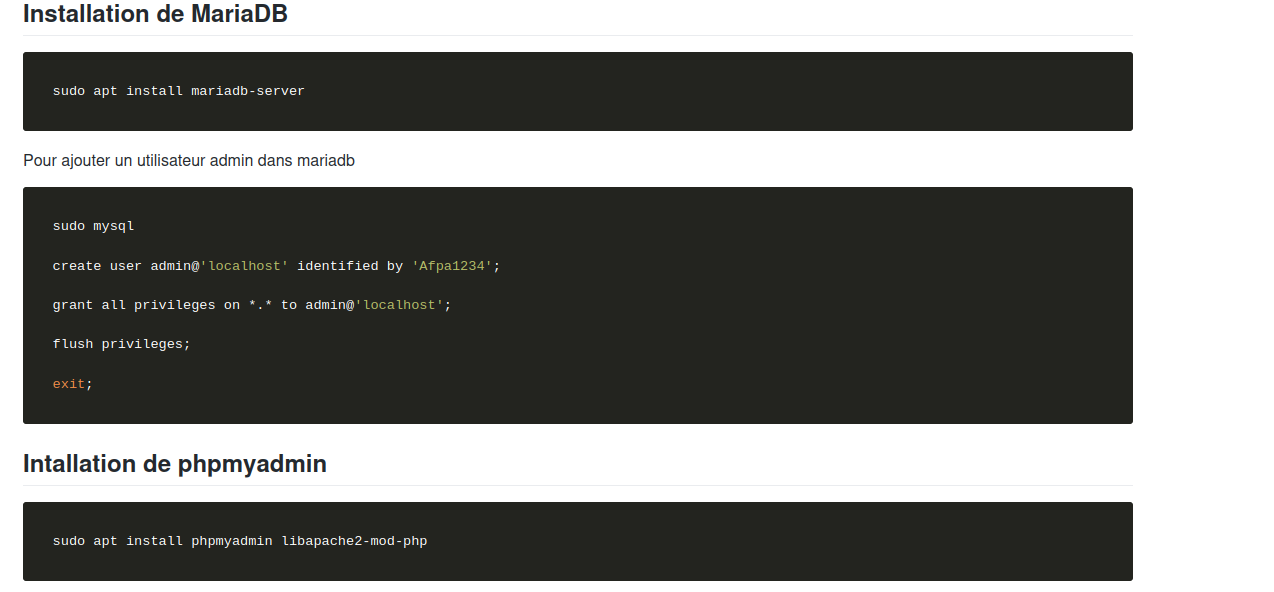 Installation de MariaDB
sudo apt install mariadb-server
Pour ajouter un utilisateur admin dans mariadb
sudo mysql
create user admin@'localhost' identified by 'Afpa1234';
grant all privileges on *.* to admin@'localhost';
flush privileges;
exit;
Intallation de phpmyadmin
sudo apt install phpmyadmin libapache2-mod-php